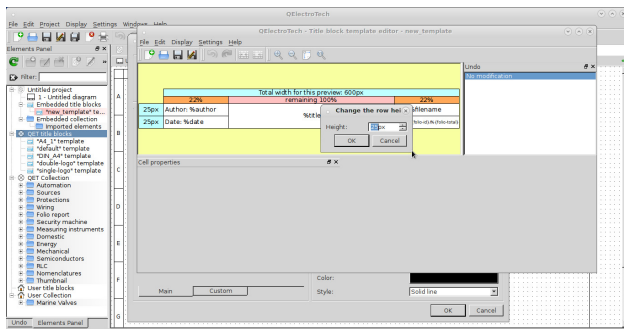 QElectroTech
File Edit Project Display Settings Windows Help
QElectroTech - Title block template editor - new_template
File Edit Display Settings Help
Elements Panel
Filter:
Untitled project
1 - Untitled diagram
Embedded title blocks
"new_template" te...
Embedded collection
Imported elements
QET title blocks
"A4_1" template
"default" template
"DIN_A4" template
"double-logo" template
"single-logo" template
QET Collection
Automation
Sources
Protections
Wiring
Folio report
Security machine
Measuring instruments
Domestic
Energy
Mechanical
Semiconductors
RLC
Nomenclatures
Thumbnail
User title blocks
User Collection
Marine Valves
Undo Elements Panel
A
B
C
D
E
F
G
Total width for this preview: 600px
22% remaining 100% 22%
25px Author: %author %title %filename
25px Date: %date (folio-id)/%(folio-total)
Change the row hei
Height: 25px
OK Cancel
Undo
No modification
Cell properties
Color:
Style: Solid line
Main Custom
OK Cancel